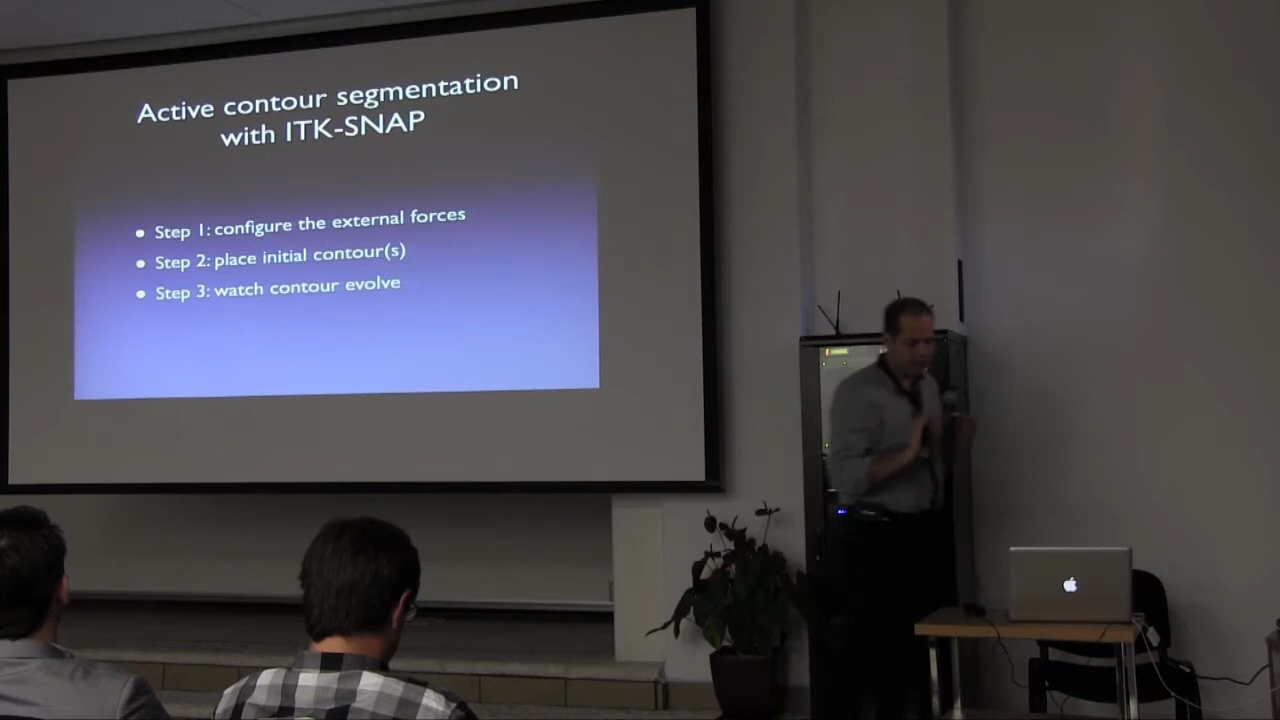 Active contour segmentation
with ITK-SNAP
• Step 1: configure the external forces
• Step 2: place initial contour(s)
• Step 3: watch contour evolve